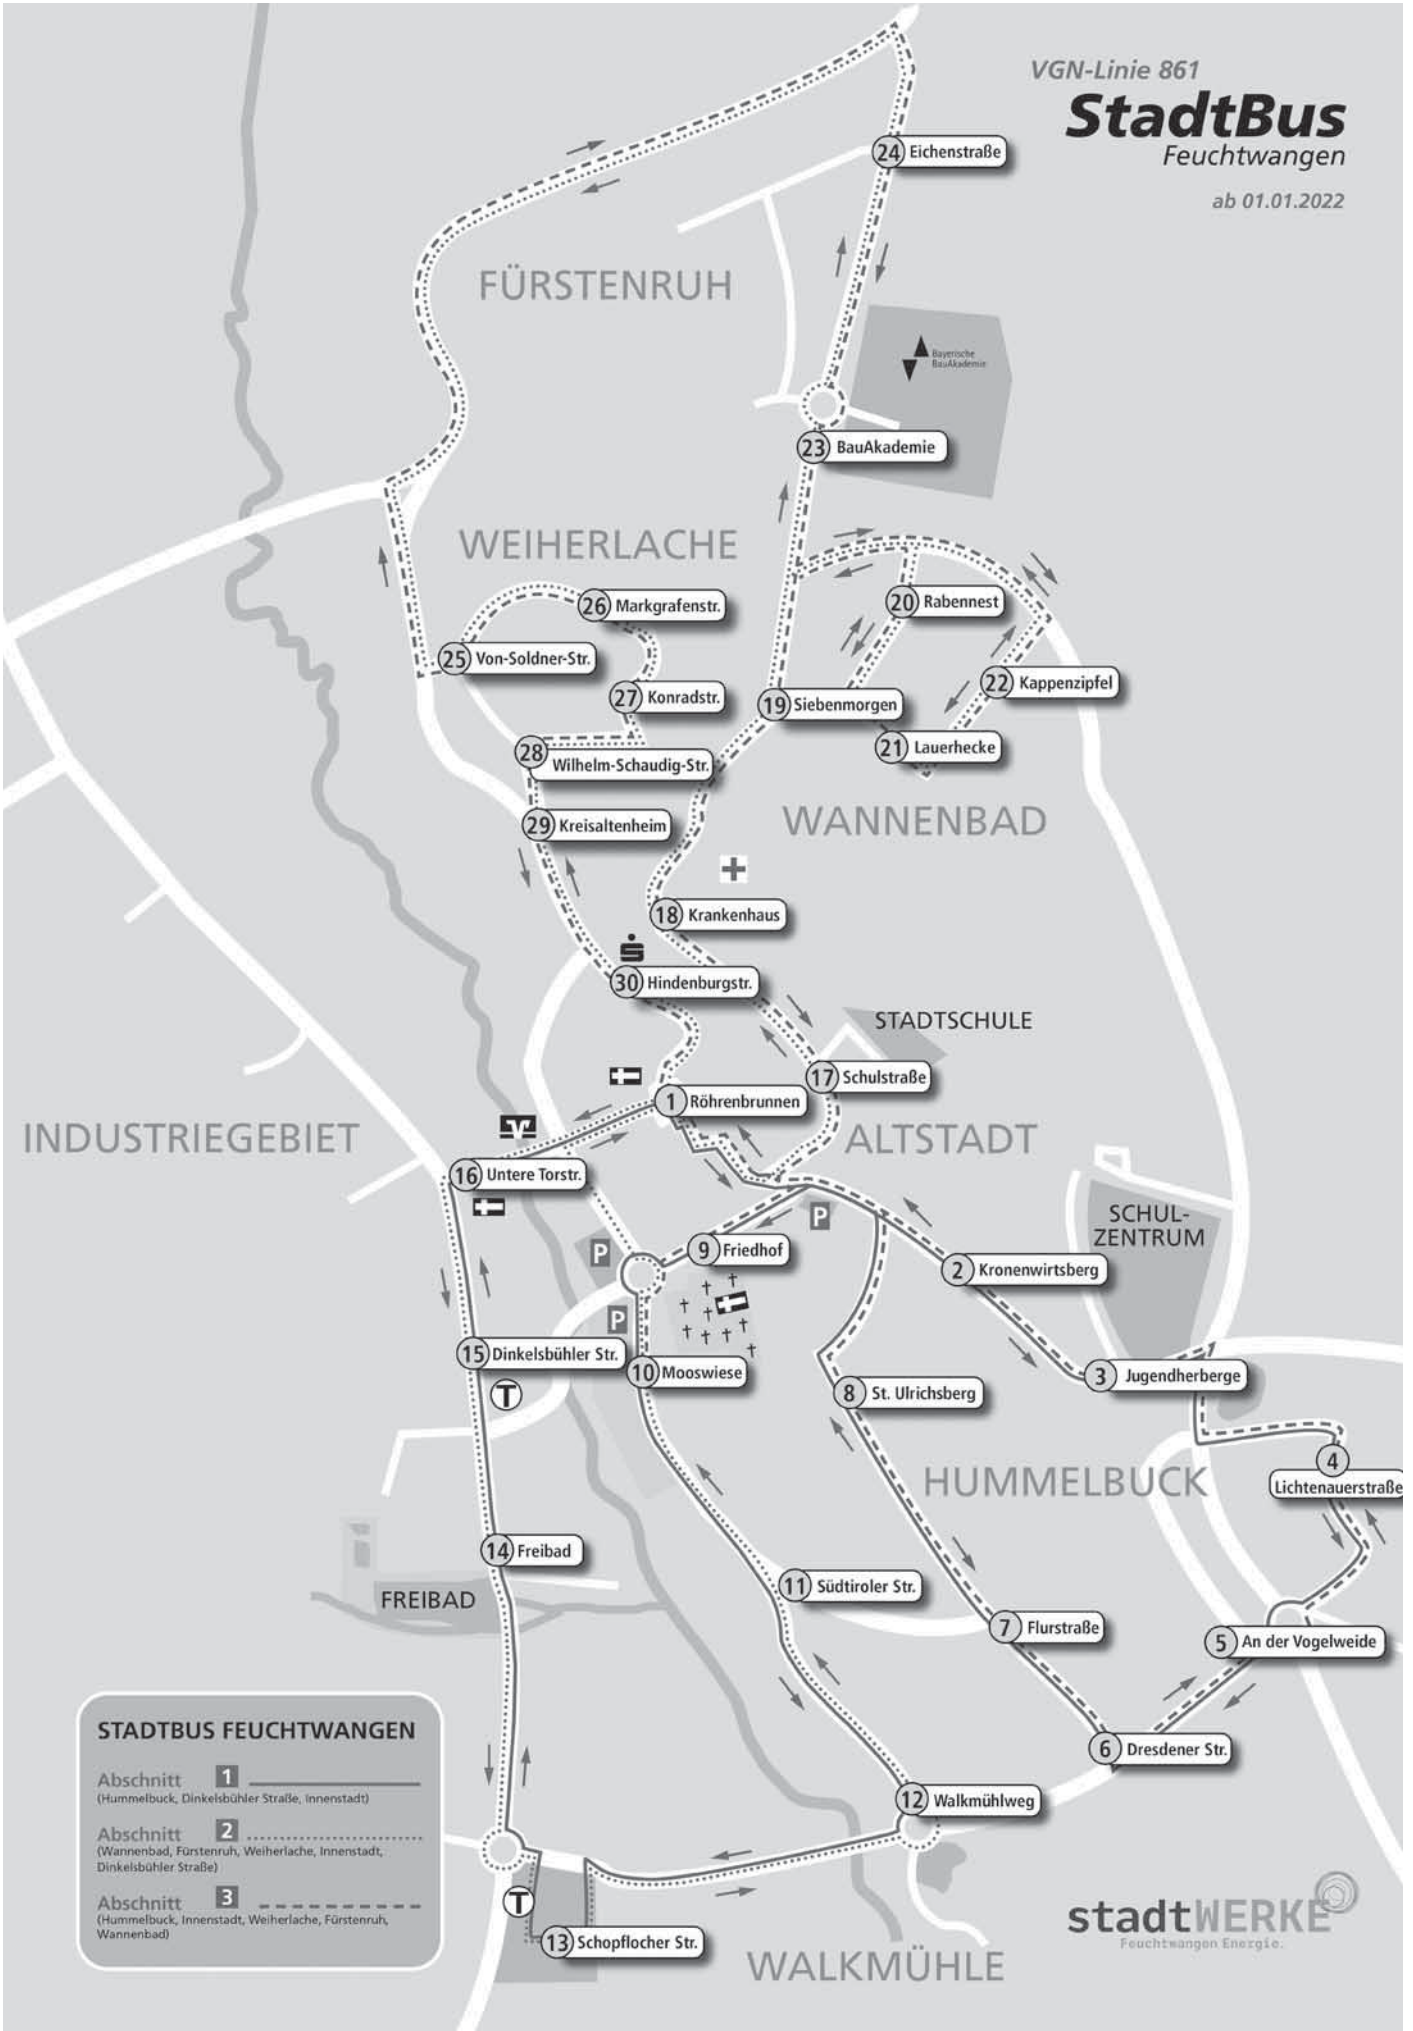 VGN-Linie 861
StadtBus
Feuchtwangen
ab 01.01.2022
24 Eichenstraße
FÜRSTENRUH
Bayerische
BauAkademie
23 BauAkademie
WEIHERLACHE
26 Markgrafenstr.
20 Rabennest
25 Von-Soldner-Str.
27 Konradstr.
22 Kappenzipfel
19 Siebenmorgen
21 Lauerhecke
28
Wilhelm-Schaudig-Str.
WANNENBAD
29 Kreisaltenheim
18 Krankenhaus
30 Hindenburgstr.
STADTSCHULE
17 Schulstraße
1 Röhrenbrunnen
INDUSTRIEGEBIET
ALTSTADT
16 Untere Torstr.
P
SCHUL-
ZENTRUM
P
9 Friedhof
2 Kronenwirtsberg
P
15 Dinkelsbühler Str.
10 Mooswiese
3 Jugendherberge
T
8 St. Ulrichsberg
HUMMELBUCK
4
Lichtenauerstraße
14 Freibad
FREIBAD
11 Südtiroler Str.
7 Flurstraße
5 An der Vogelweide
6 Dresdener Str.
12 Walkmühlweg
T
13 Schopflocher Str.
WALKMÜHLE
STADTBUS FEUCHTWANGEN
Abschnitt 1
(Hummelbuck, Dinkelsbühler Straße, Innenstadt)
Abschnitt 2
(Wannenbad, Fürstenruh, Weiherlache, Innenstadt,
Dinkelsbühler Straße)
Abschnitt 3
(Hummelbuck, Innenstadt, Weiherlache, Fürstenruh,
Wannenbad)
stadtWERKE
Feuchtwangen Energie.